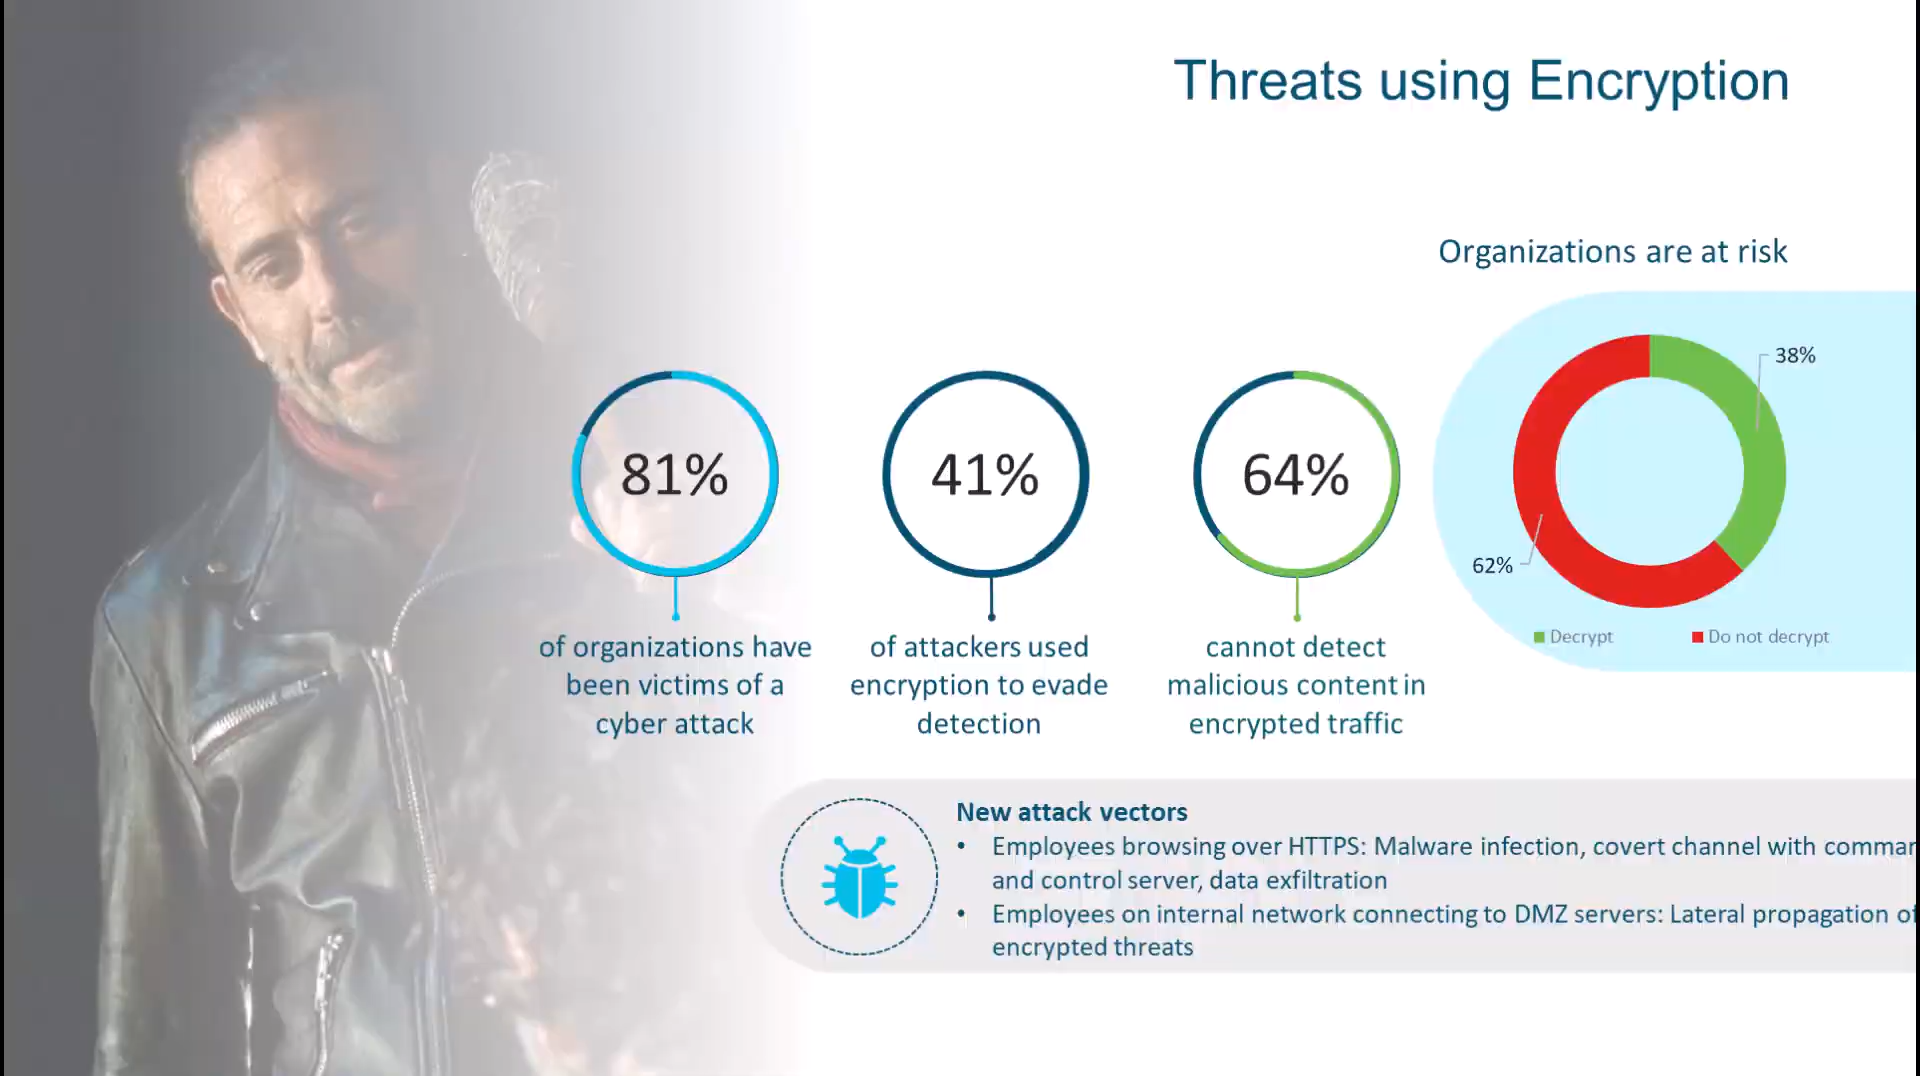 Threats using Encryption
Organizations are at risk
81%
of organizations have
been victims of a
cyber attack
41%
of attackers used
encryption to evade
detection
64%
cannot detect
malicious content in
encrypted traffic
38%
62%
Decrypt
Do not decrypt
New attack vectors
• Employees browsing over HTTPS: Malware infection, covert channel with comman
and control server, data exfiltration
• Employees on internal network connecting to DMZ servers: Lateral propagation of
encrypted threats